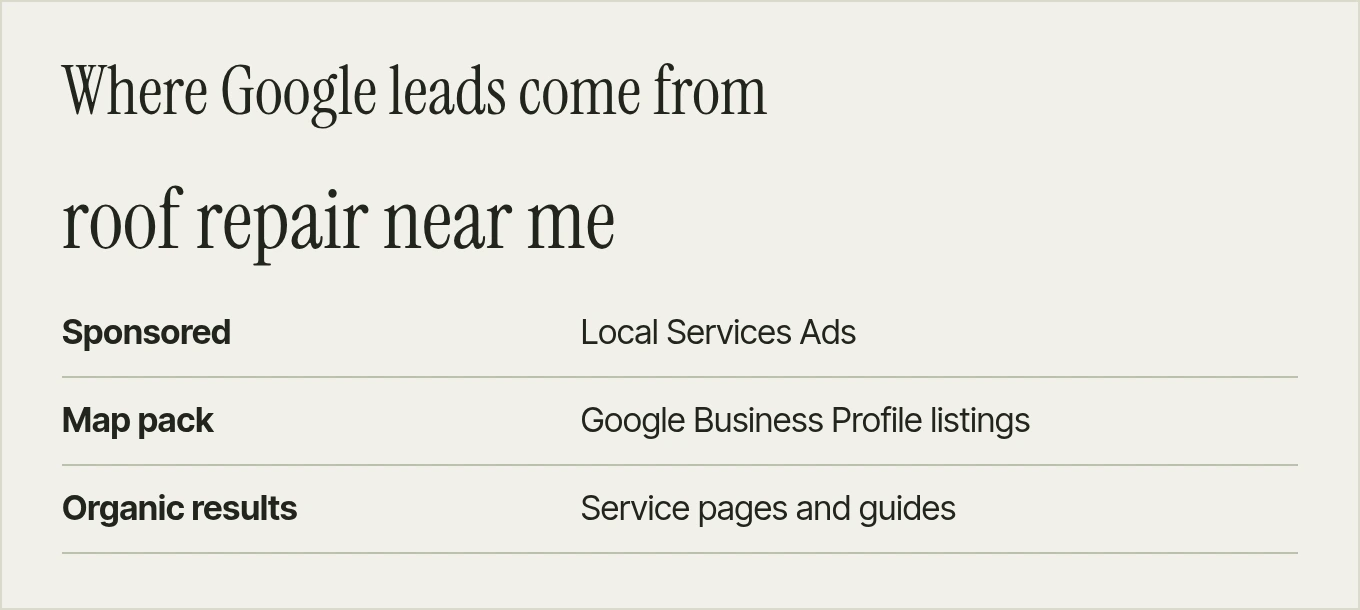 Where Google leads come from
roof repair near me
Sponsored Local Services Ads
Map pack Google Business Profile listings
Organic results Service pages and guides